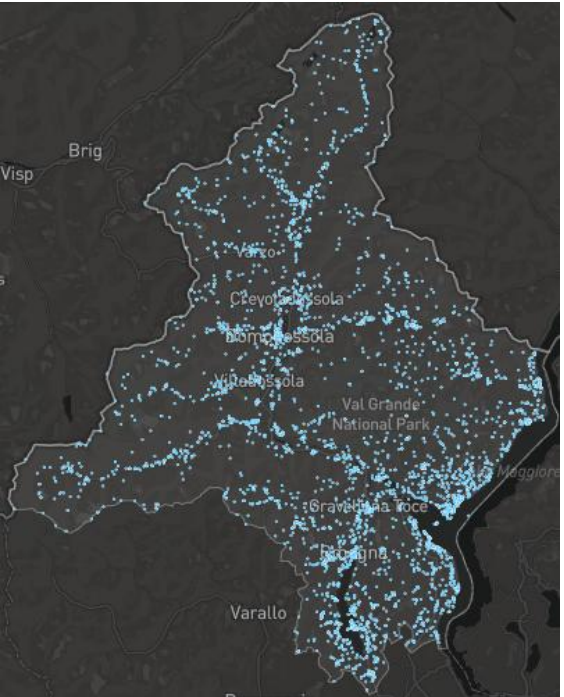 Brig
Visp
Varzo
Crevoladossola
Domodossola
Villadossola
Val Grande
National Park
Maggiore
Gravellona Toce
Omegna
Varallo